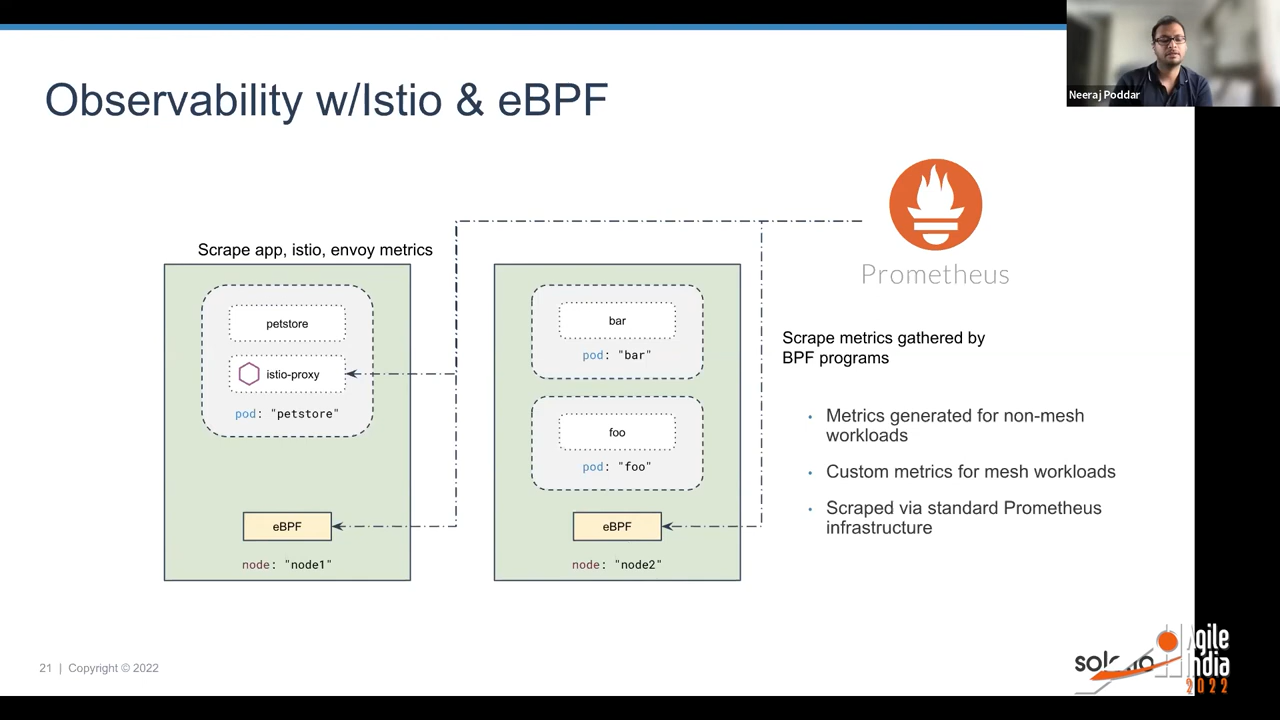 Observability w/Istio & eBPF
Neeraj Poddar
Prometheus
Scrape app, istio, envoy metrics
petstore
istio-proxy
pod: "petstore"
eBPF
node: "node1"
bar
pod: "bar"
foo
pod: "foo"
eBPF
node: "node2"
Scrape metrics gathered by
BPF programs
• Metrics generated for non-mesh
workloads
• Custom metrics for mesh workloads
• Scraped via standard Prometheus
infrastructure
21 | Copyright © 2022
Agile
India
2022